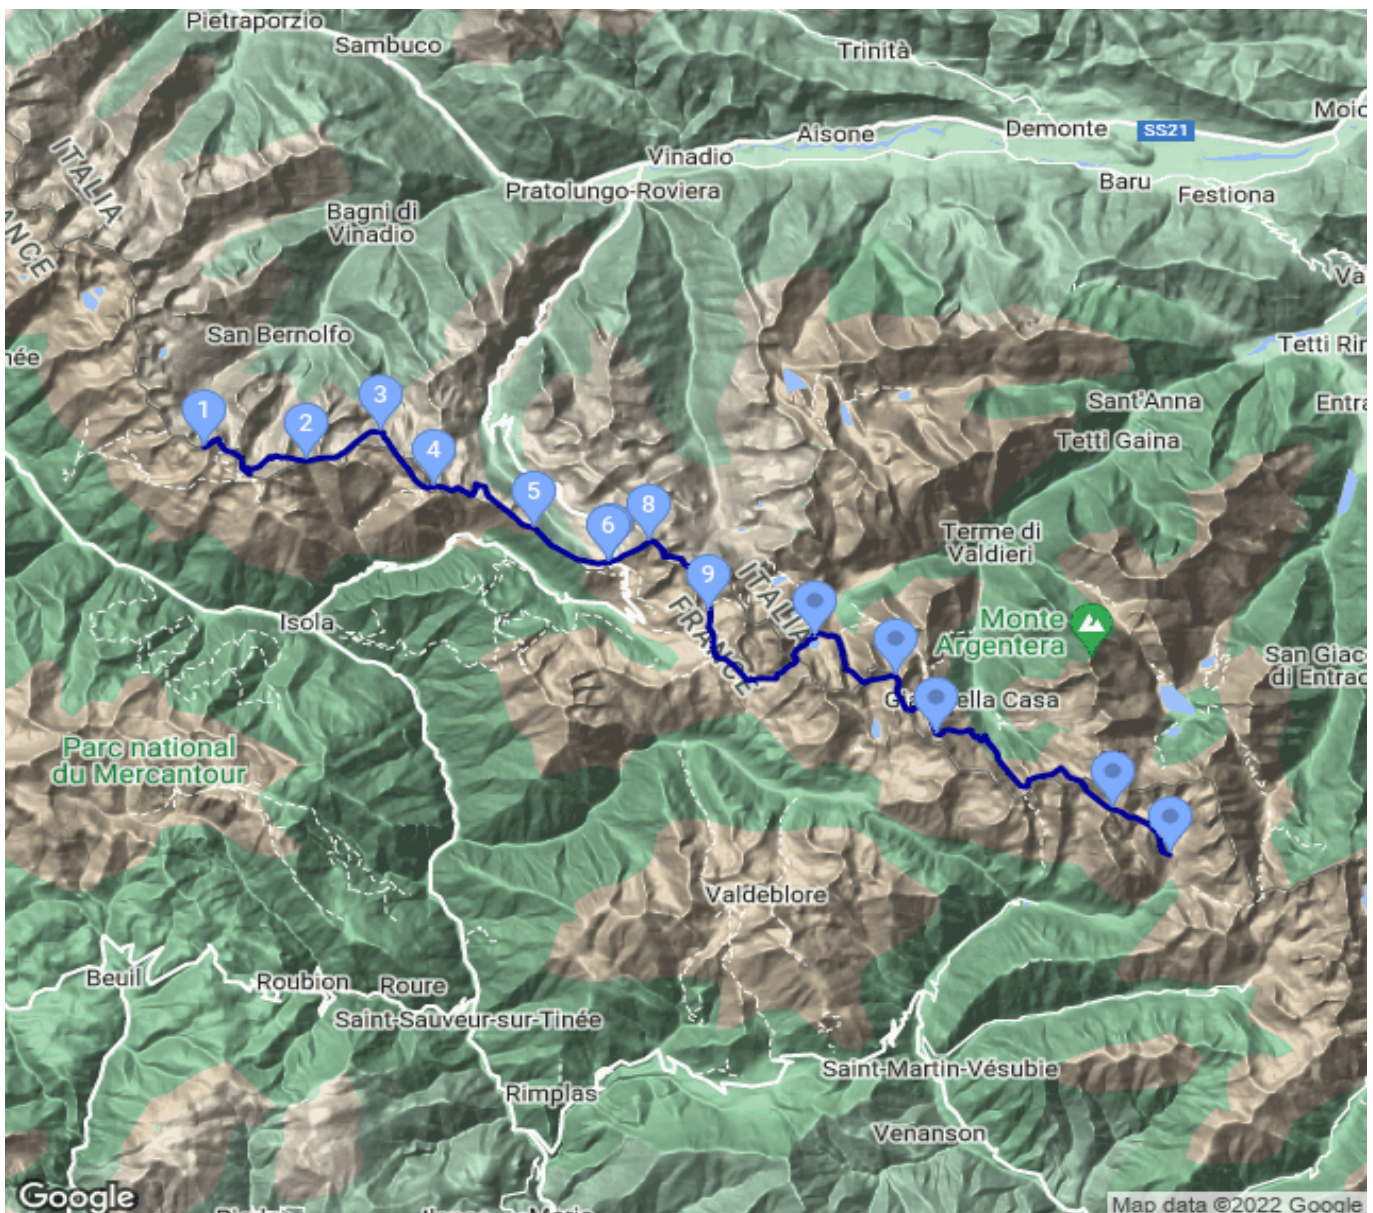 Pietraporzio
Sambuco
Trinità
Moio
Demonte
SS21
Aisone
Vinadio
Baru
Pratolungo-Roviera
Festiona
ITALIA
Bagni di
Vinadio
ANCE
Và
San Bernolfo
née
Tetti Rir
Sant'Anna
Entra
1
3
2
Tetti Gaina
4
5
8
6
Terme di
Valdieri
9
ITALIA
FRANCE
Isola
Monte
Argentera
San Giac
di Entrac
ella Casa
Parc national
du Mercantour
Valdeblore
Beuil
Roubion
Roure
Saint-Sauveur-sur-Tinée
Saint-Martin-Vésubie
Rimplas
Venanson
Google
Map data ©2022 Google